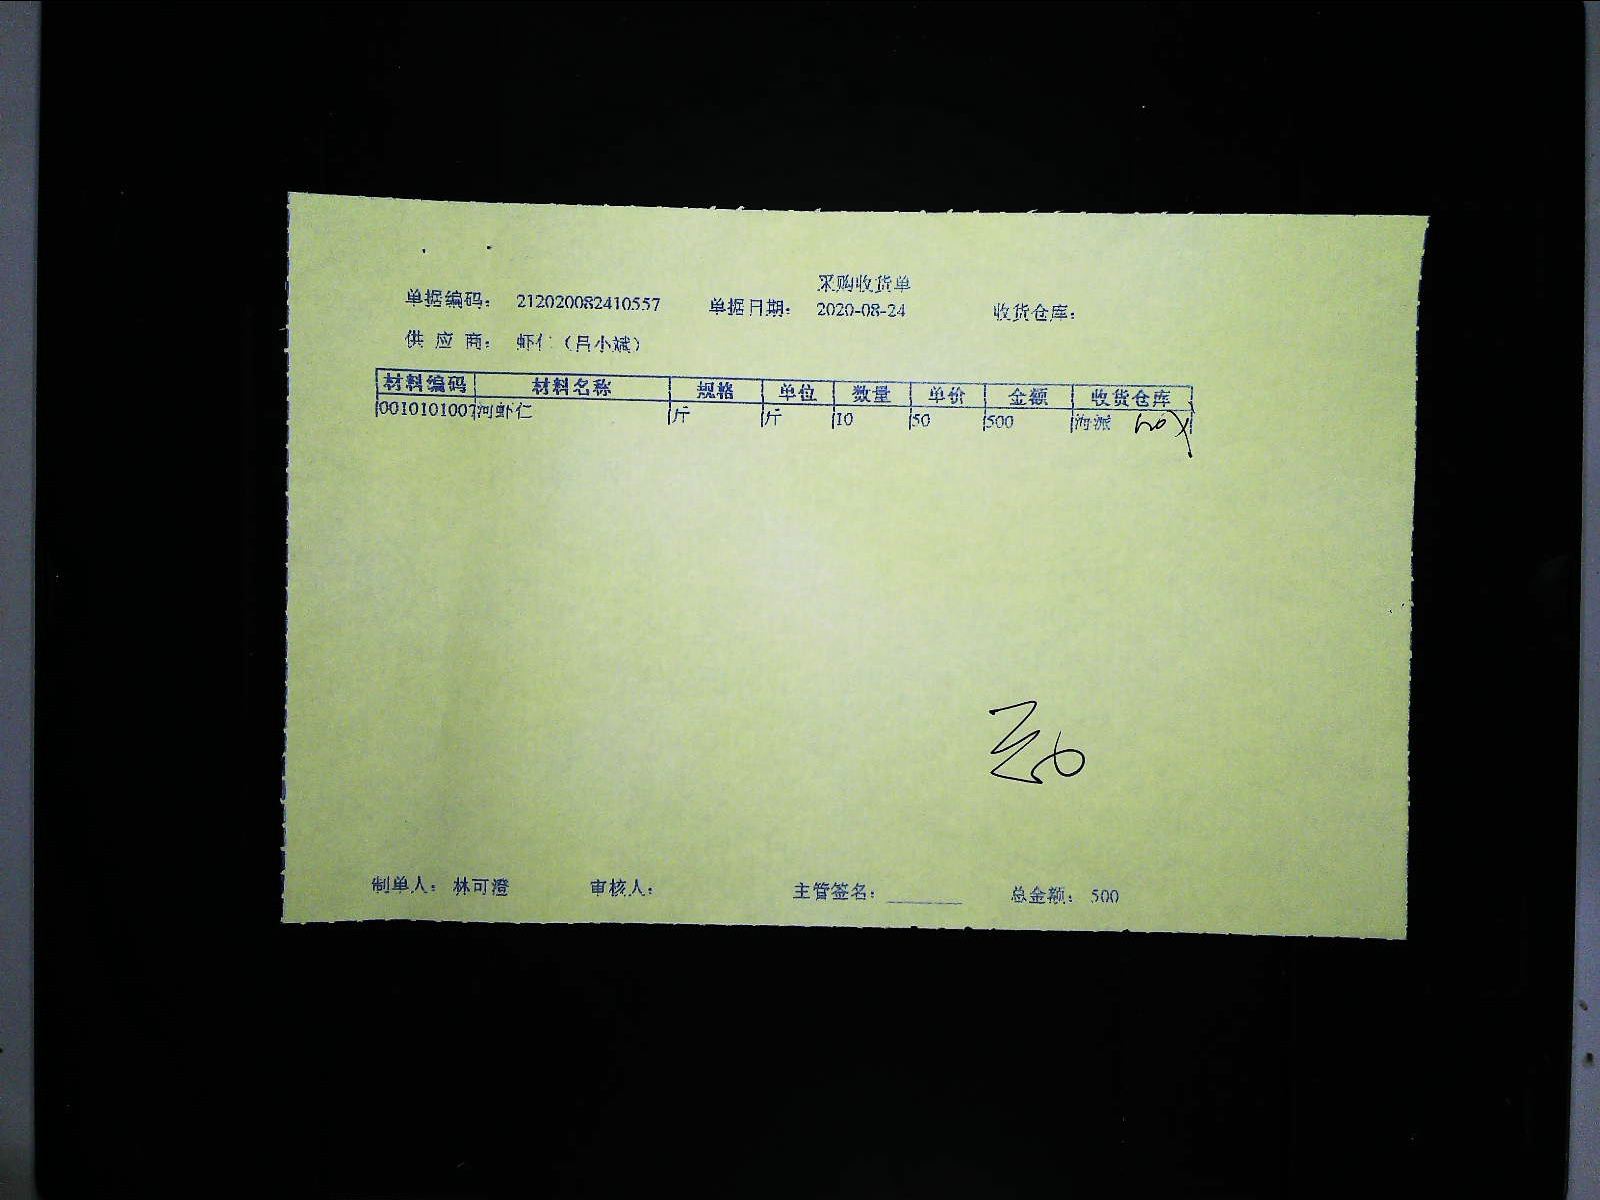 采购收货单
单据编码： 212020082410557 单据日期： 2020-08-24 收货仓库：
供 应 商： 虾仁（吕小斌）
材料编码 材料名称 规格 单位 数量 单价 金额 收货仓库
0010101007 河虾仁 斤 斤 10 50 500 海派
制单人： 林可澄 审核人： 主管签名： 总金额： 500